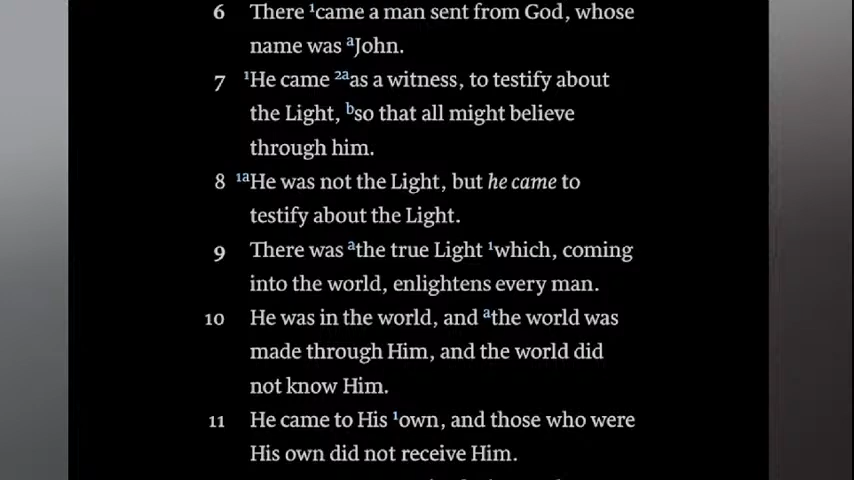 6 There ¹came a man sent from God, whose
name was ᵃJohn.
7 ¹He came ²ᵃas a witness, to testify about
the Light, ᵇso that all might believe
through him.
8 ¹ᵃHe was not the Light, but he came to
testify about the Light.
9 There was ᵃthe true Light ¹which, coming
into the world, enlightens every man.
10 He was in the world, and ᵃthe world was
made through Him, and the world did
not know Him.
11 He came to His ¹own, and those who were
His own did not receive Him.